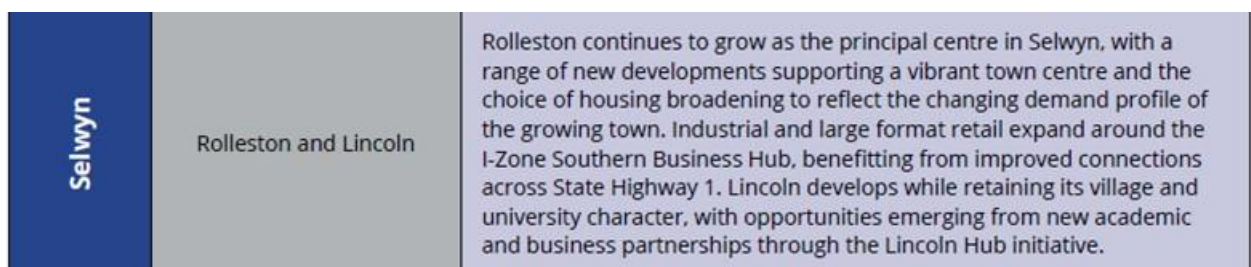 Selwyn
Rolleston and Lincoln
Rolleston continues to grow as the principal centre in Selwyn, with a
range of new developments supporting a vibrant town centre and the
choice of housing broadening to reflect the changing demand profile of
the growing town. Industrial and large format retail expand around the
I-Zone Southern Business Hub, benefitting from improved connections
across State Highway 1. Lincoln develops while retaining its village and
university character, with opportunities emerging from new academic
and business partnerships through the Lincoln Hub initiative.